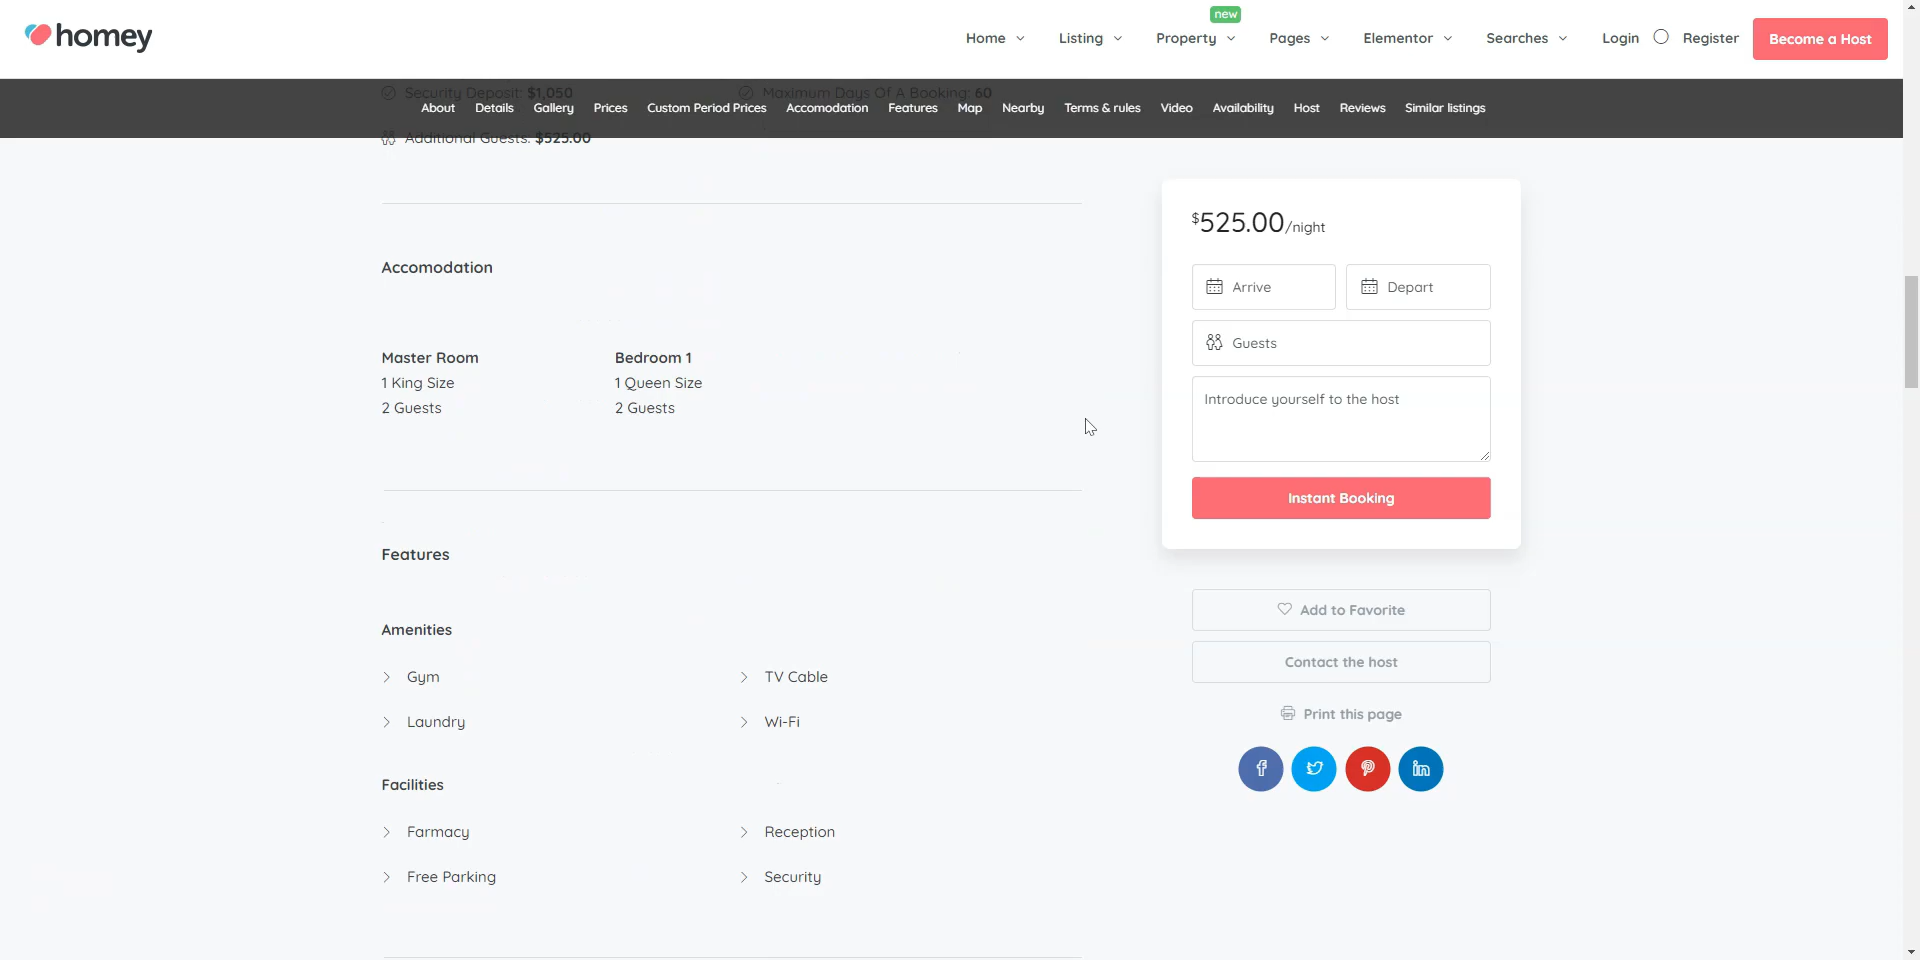 homey
new
Home
Listing
Property
Pages
Elementor
Searches
Login
Register
Become a Host
Security Deposit: $1,050
Maximum Days Of A Booking: 60
About
Details
Gallery
Prices
Custom Period Prices
Accomodation
Features
Map
Nearby
Terms & rules
Video
Availability
Host
Reviews
Similar listings
Additional Guests: $525.00
Accomodation
Master Room
1 King Size
2 Guests
Bedroom 1
1 Queen Size
2 Guests
Features
Amenities
Gym
TV Cable
Laundry
Wi-Fi
Facilities
Farmacy
Reception
Free Parking
Security
$525.00/night
Arrive
Depart
Guests
Introduce yourself to the host
Instant Booking
Add to Favorite
Contact the host
Print this page